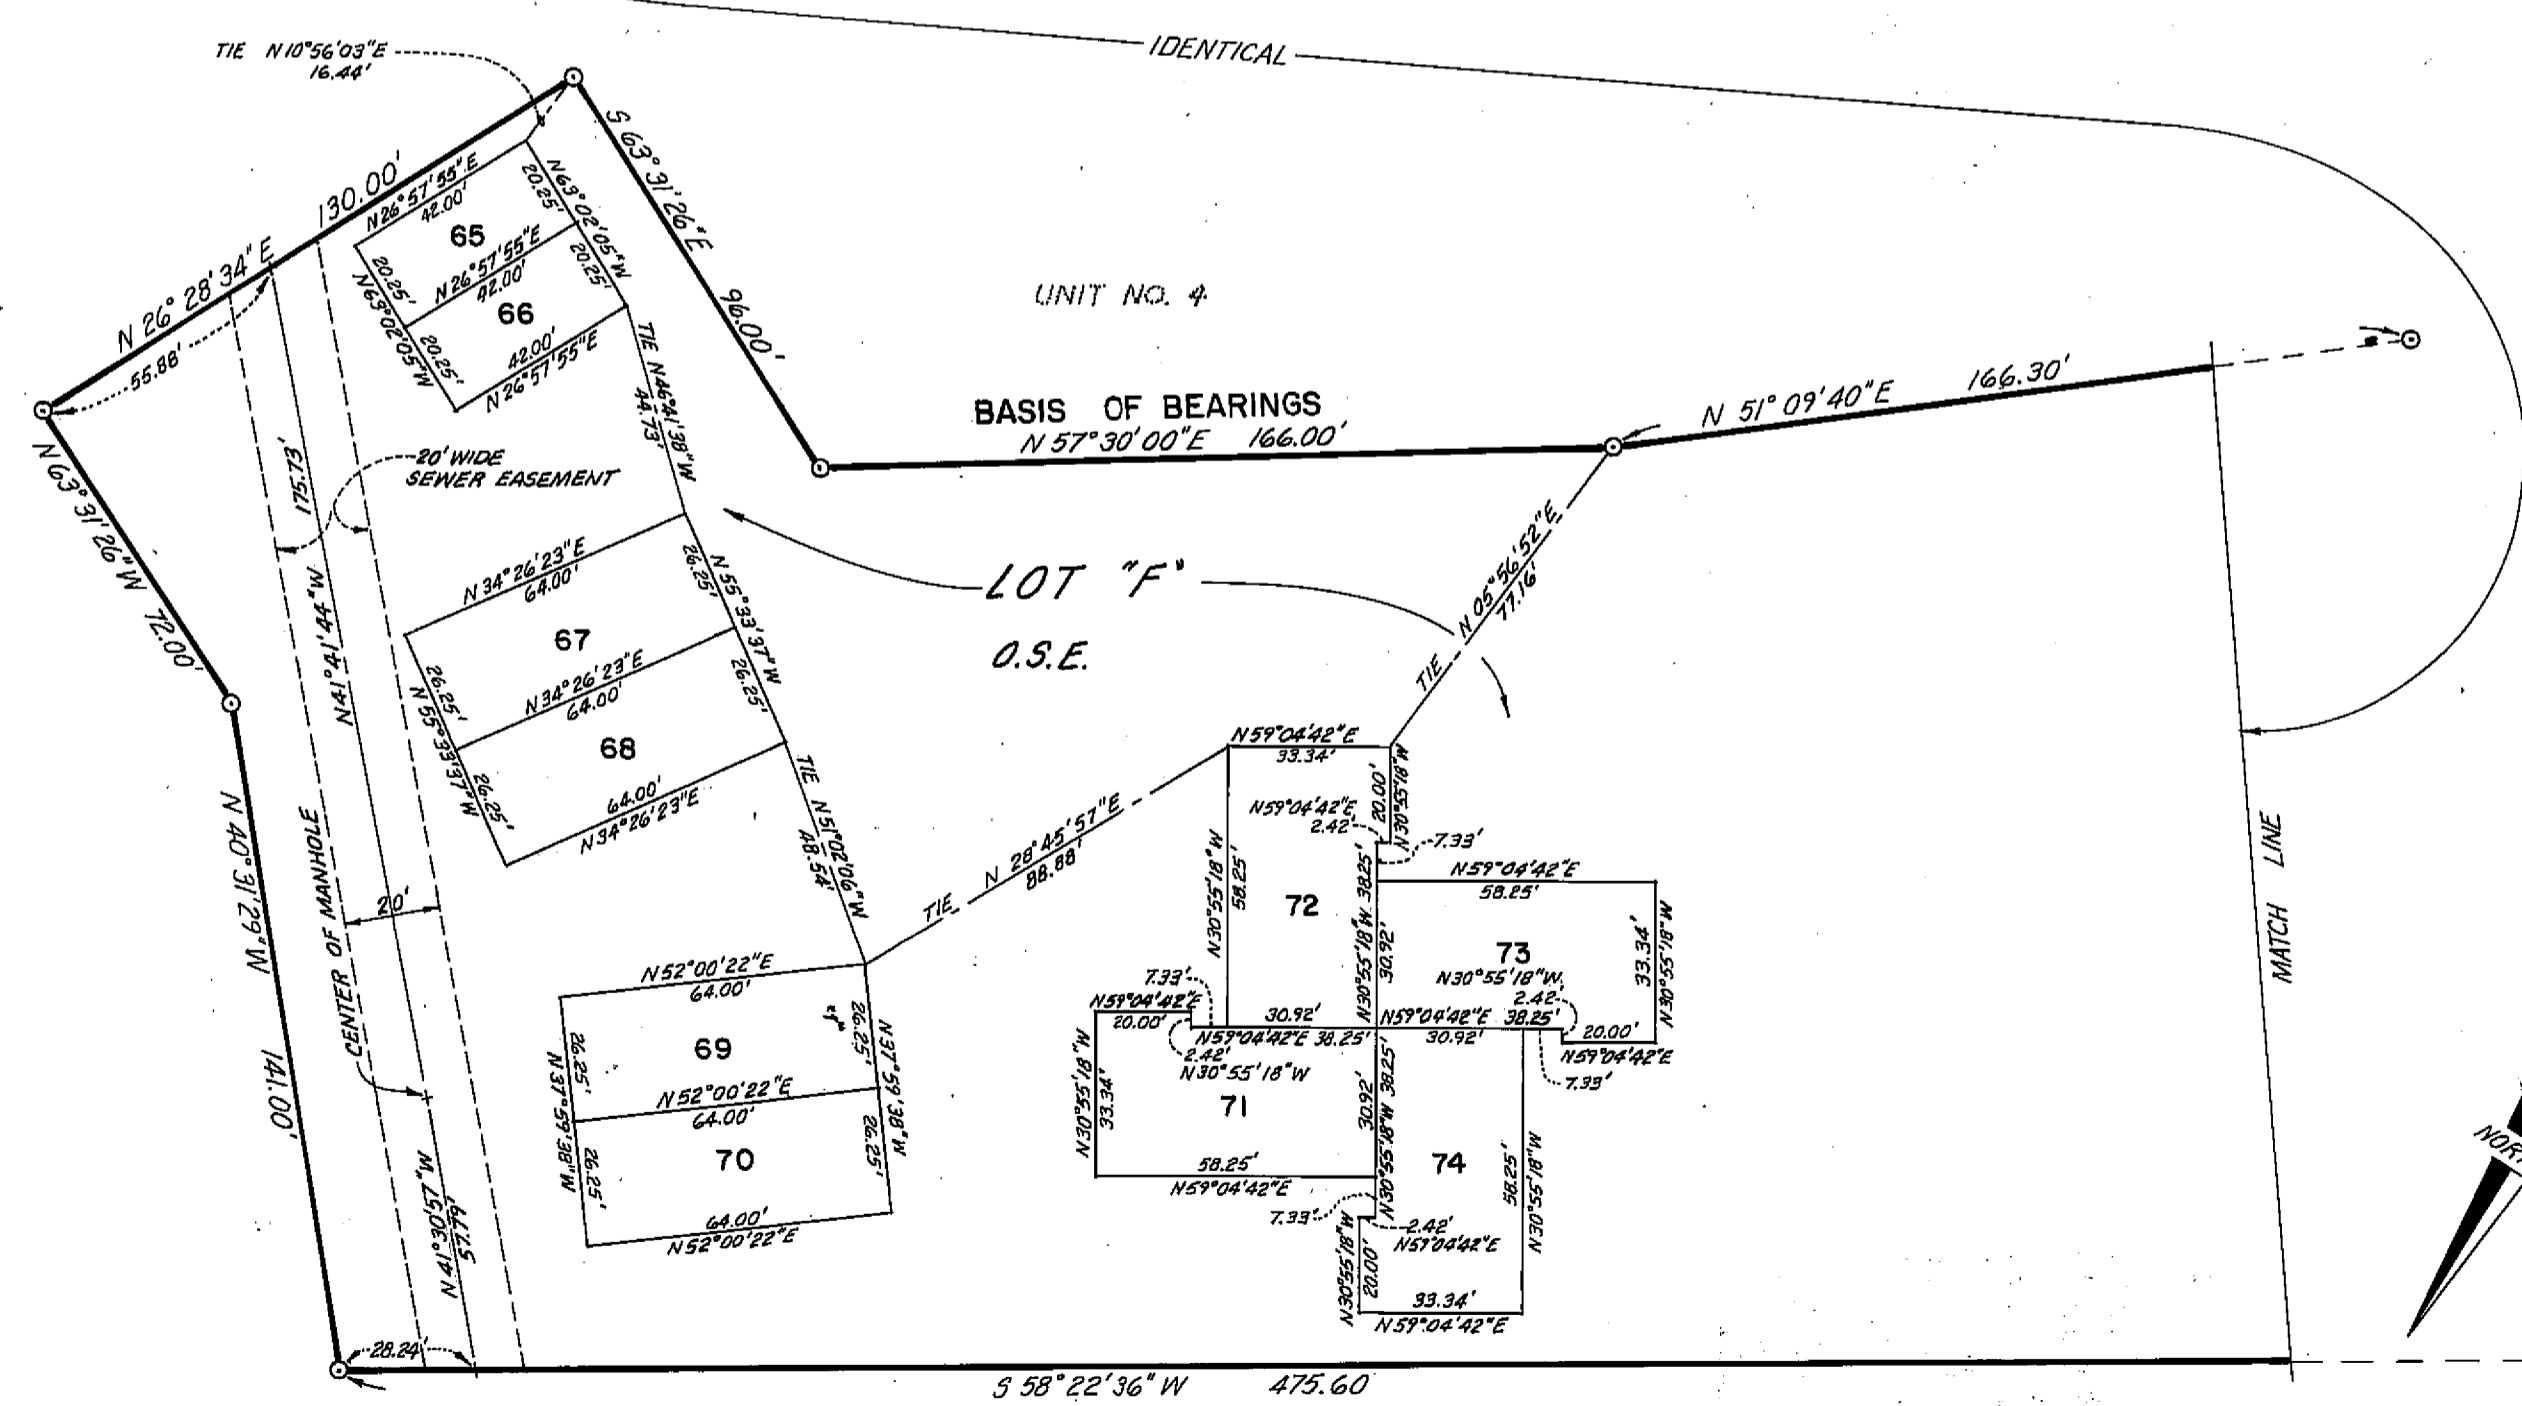 IDENTICAL
TIE N10°56'03"E
16.44'
N 26° 28' 34" E 130.00'
55.88'
S 63°31'26"E 96.00'
N26°57'55"E
42.00'
65
20.25'
N63°02'05"W
20.25'
20.25'
20.25'
N63°02'05"W
N26°57'55"E
42.00'
66
42.00'
N26°57'55"E
UNIT NO. 4
TIE N46°41'38"W
44.73'
BASIS OF BEARINGS
N 57°30'00"E 166.00'
N 51°09'40"E 166.30'
20' WIDE
SEWER EASEMENT
175.73'
N41°41'44"W
N 63°31'26"W 72.00'
N 34°26'23"E
64.00'
67
26.25'
N 55°33'37"W
26.25'
26.25'
N 55°33'37"W
26.25'
N34°26'23"E
64.00'
68
64.00'
N34°26'23"E
LOT "F"
O.S.E.
N 05°56'52"E
77.16'
TIE
TIE N51°02'06"W
48.54'
TIE N 28°45'57"E
88.88'
N 40°31'29"W 141.00'
CENTER OF MANHOLE
20'
N52°00'22"E
64.00'
69
26.25'
N37°59'38"W
26.25'
26.25'
N37°59'38"W
26.25'
N52°00'22"E
64.00'
70
64.00'
N52°00'22"E
N41°30'57"W
57.79'
28.24'
N59°04'42"E
33.34'
20.00'
N30°55'18"W
N59°04'42"E
2.42'
7.33'
N30°55'18"W
58.25'
72
N30°55'18"W 38.25'
30.92'
N59°04'42"E
58.25'
73
N30°55'18"W
2.42'
33.34'
N30°55'18"W
N59°04'42"E 38.25'
30.92'
20.00'
N59°04'42"E
7.33'
7.33'
N59°04'42"E
20.00'
30.92'
N59°04'42"E 38.25'
2.42'
N30°55'18"W
71
N30°55'18"W
33.34'
58.25'
N59°04'42"E
30.92'
N30°55'18"W 38.25'
74
58.25'
N30°55'18"W
7.33'
2.42'
N59°04'42"E
N30°55'18"W
20.00'
33.34'
N59°04'42"E
MATCH LINE
S 58°22'36"W 475.60'